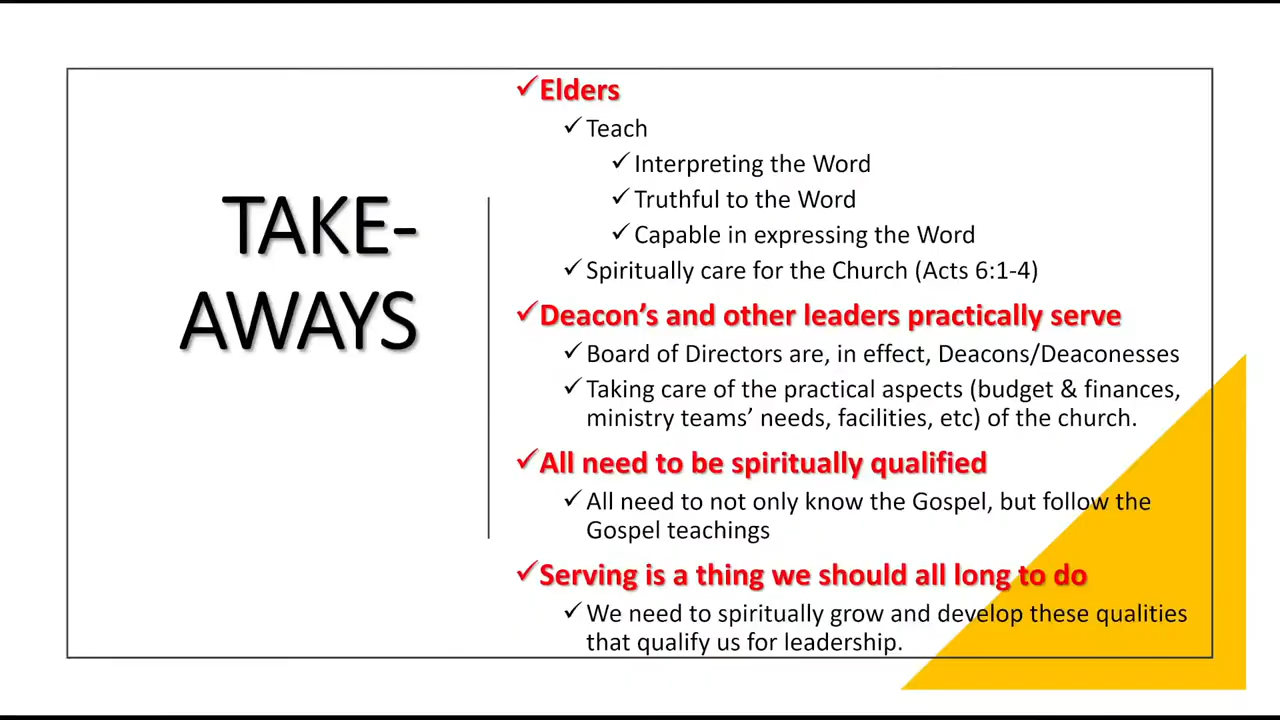 TAKE-
AWAYS
Elders
Teach
Interpreting the Word
Truthful to the Word
Capable in expressing the Word
Spiritually care for the Church (Acts 6:1-4)
Deacon’s and other leaders practically serve
Board of Directors are, in effect, Deacons/Deaconesses
Taking care of the practical aspects (budget & finances,
ministry teams’ needs, facilities, etc) of the church.
All need to be spiritually qualified
All need to not only know the Gospel, but follow the
Gospel teachings
Serving is a thing we should all long to do
We need to spiritually grow and develop these qualities
that qualify us for leadership.